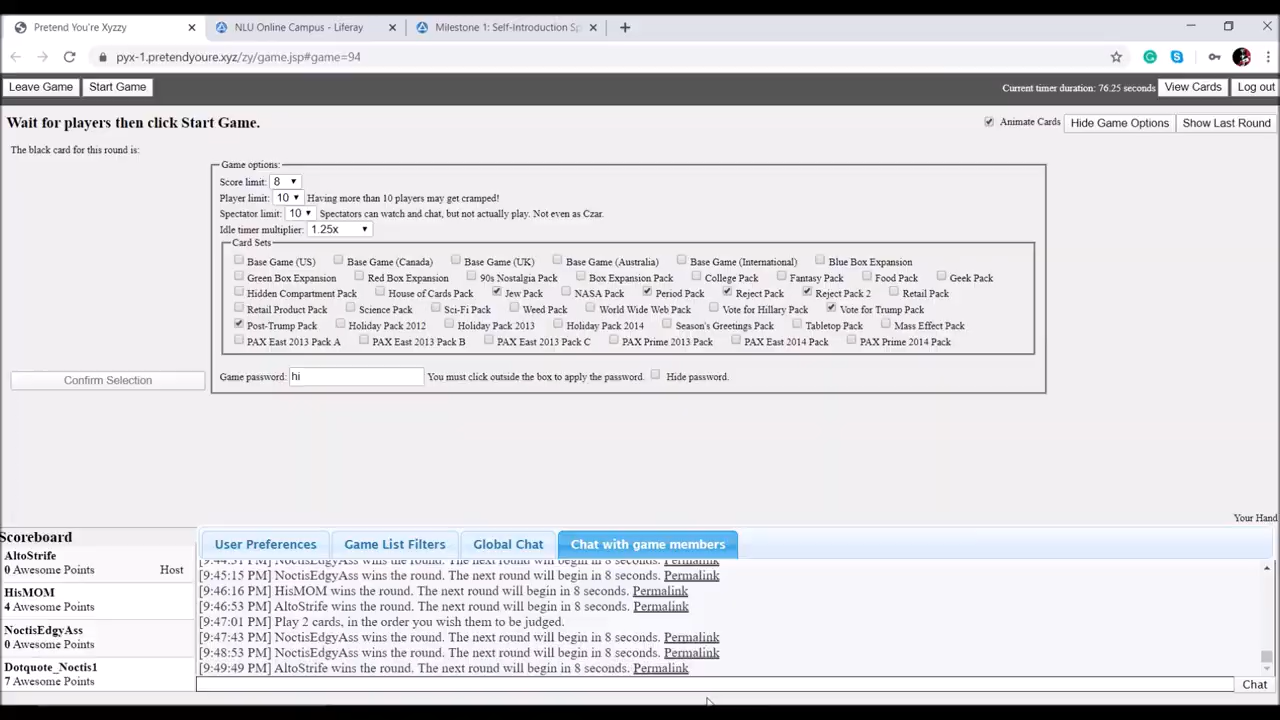 Pretend You're Xyzzy
NLU Online Campus - Liferay
Milestone 1: Self-Introduction Sp
pyx-1.pretendyoure.xyz/zy/game.jsp#game=94
Leave Game Start Game
Current timer duration: 76.25 seconds View Cards Log out
Wait for players then click Start Game.
Animate Cards Hide Game Options Show Last Round
The black card for this round is:
Game options:
Score limit: 8
Player limit: 10 Having more than 10 players may get cramped!
Spectator limit: 10 Spectators can watch and chat, but not actually play. Not even as Czar.
Idle timer multiplier: 1.25x
Card Sets
Base Game (US) Base Game (Canada) Base Game (UK) Base Game (Australia) Base Game (International) Blue Box Expansion
Green Box Expansion Red Box Expansion 90s Nostalgia Pack Box Expansion Pack College Pack Fantasy Pack Food Pack Geek Pack
Hidden Compartment Pack House of Cards Pack Jew Pack NASA Pack Period Pack Reject Pack Reject Pack 2 Retail Pack
Retail Product Pack Science Pack Sci-Fi Pack Weed Pack World Wide Web Pack Vote for Hillary Pack Vote for Trump Pack
Post-Trump Pack Holiday Pack 2012 Holiday Pack 2013 Holiday Pack 2014 Season's Greetings Pack Tabletop Pack Mass Effect Pack
PAX East 2013 Pack A PAX East 2013 Pack B PAX East 2013 Pack C PAX Prime 2013 Pack PAX East 2014 Pack PAX Prime 2014 Pack
Game password: hi You must click outside the box to apply the password. Hide password.
Confirm Selection
Your Hand
Scoreboard
AltoStrife
0 Awesome Points Host
HisMOM
4 Awesome Points
NoctisEdgyAss
0 Awesome Points
Dotquote_Noctis1
7 Awesome Points
User Preferences Game List Filters Global Chat Chat with game members
[9:44:31 PM] NoctisEdgyAss wins the round. The next round will begin in 8 seconds. Permalink
[9:45:15 PM] NoctisEdgyAss wins the round. The next round will begin in 8 seconds. Permalink
[9:46:16 PM] HisMOM wins the round. The next round will begin in 8 seconds. Permalink
[9:46:53 PM] AltoStrife wins the round. The next round will begin in 8 seconds. Permalink
[9:47:01 PM] Play 2 cards, in the order you wish them to be judged.
[9:47:43 PM] NoctisEdgyAss wins the round. The next round will begin in 8 seconds. Permalink
[9:48:53 PM] NoctisEdgyAss wins the round. The next round will begin in 8 seconds. Permalink
[9:49:49 PM] AltoStrife wins the round. The next round will begin in 8 seconds. Permalink
Chat